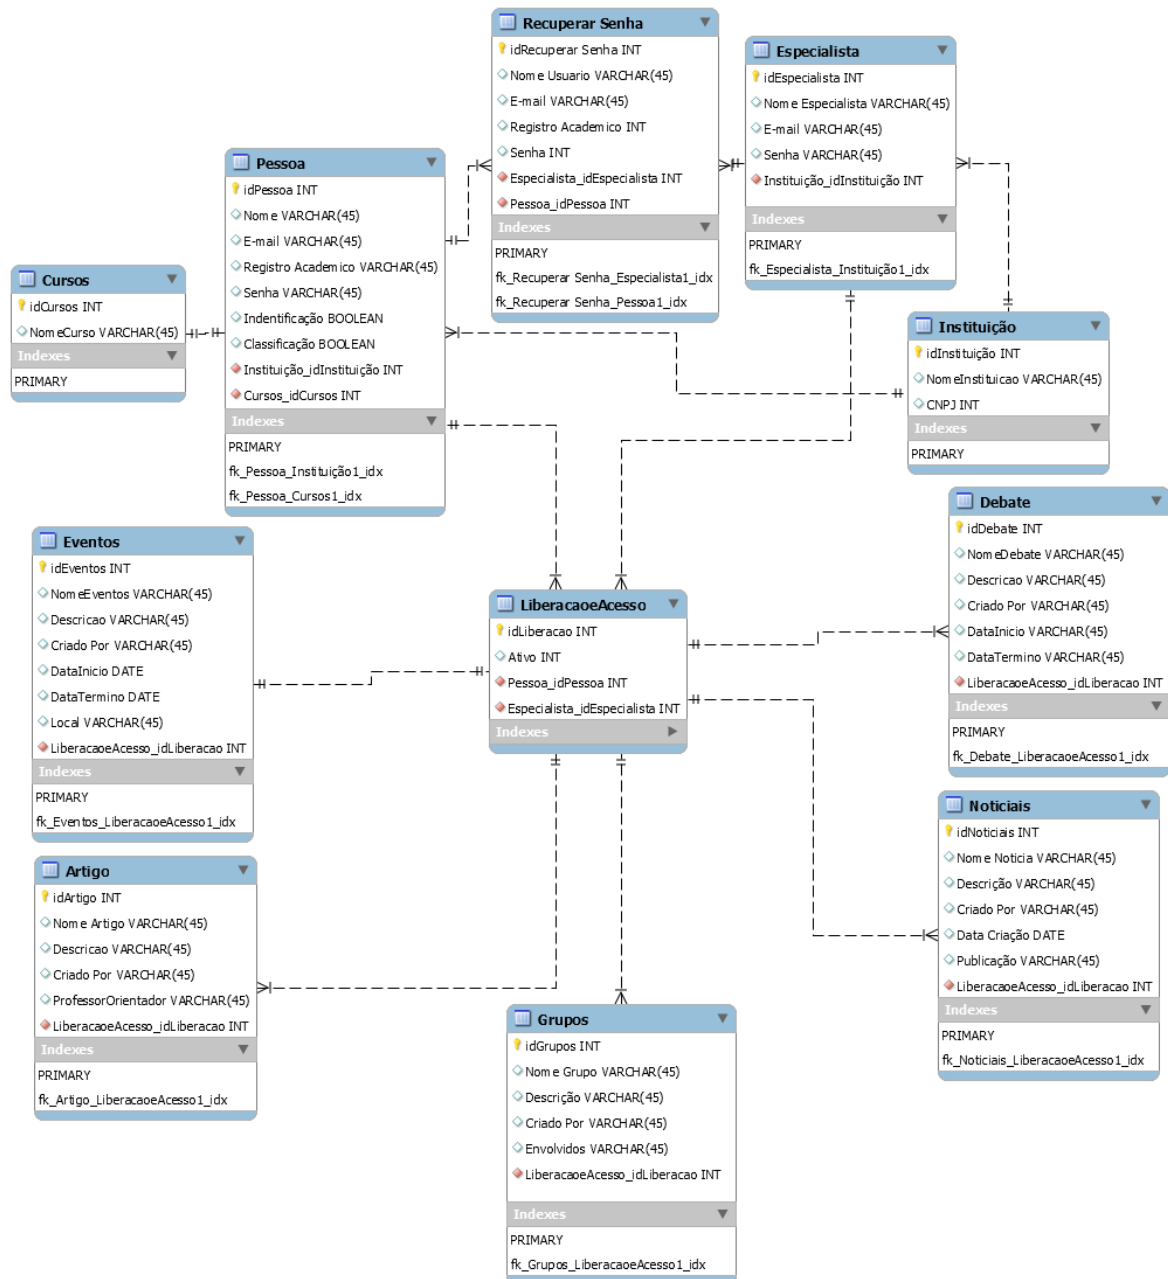 Recuperar Senha
idRecuperar Senha INT
Nome Usuario VARCHAR(45)
E-mail VARCHAR(45)
Registro Academico INT
Senha INT
Especialista_idEspecialista INT
Pessoa_idPessoa INT
Indexes
PRIMARY
fk_Recuperar Senha_Especialista1_idx
fk_Recuperar Senha_Pessoa1_idx
Especialista
idEspecialista INT
Nome Especialista VARCHAR(45)
E-mail VARCHAR(45)
Senha VARCHAR(45)
Instituição_idInstituição INT
Indexes
PRIMARY
fk_Especialista_Instituição1_idx
Pessoa
idPessoa INT
Nome VARCHAR(45)
E-mail VARCHAR(45)
Registro Academico VARCHAR(45)
Senha VARCHAR(45)
Indentificação BOOLEAN
Classificação BOOLEAN
Instituição_idInstituição INT
Cursos_idCursos INT
Indexes
PRIMARY
fk_Pessoa_Instituição1_idx
fk_Pessoa_Cursos1_idx
Cursos
idCursos INT
NomeCurso VARCHAR(45)
Indexes
PRIMARY
Instituição
idInstituição INT
NomeInstituicao VARCHAR(45)
CNPJ INT
Indexes
PRIMARY
Debate
idDebate INT
NomeDebate VARCHAR(45)
Descricao VARCHAR(45)
Criado Por VARCHAR(45)
DataInicio VARCHAR(45)
DataTermino VARCHAR(45)
LiberacaoeAcesso_idLiberacao INT
Indexes
PRIMARY
fk_Debate_LiberacaoeAcesso1_idx
Eventos
idEventos INT
NomeEventos VARCHAR(45)
Descricao VARCHAR(45)
Criado Por VARCHAR(45)
DataInicio DATE
DataTermino DATE
Local VARCHAR(45)
LiberacaoeAcesso_idLiberacao INT
Indexes
PRIMARY
fk_Eventos_LiberacaoeAcesso1_idx
LiberacaoeAcesso
idLiberacao INT
Ativo INT
Pessoa_idPessoa INT
Especialista_idEspecialista INT
Indexes
Noticiais
idNoticiais INT
Nome Noticia VARCHAR(45)
Descrição VARCHAR(45)
Criado Por VARCHAR(45)
Data Criação DATE
Publicação VARCHAR(45)
LiberacaoeAcesso_idLiberacao INT
Indexes
PRIMARY
fk_Noticiais_LiberacaoeAcesso1_idx
Artigo
idArtigo INT
Nome Artigo VARCHAR(45)
Descricao VARCHAR(45)
Criado Por VARCHAR(45)
ProfessorOrientador VARCHAR(45)
LiberacaoeAcesso_idLiberacao INT
Indexes
PRIMARY
fk_Artigo_LiberacaoeAcesso1_idx
Grupos
idGrupos INT
Nome Grupo VARCHAR(45)
Descrição VARCHAR(45)
Criado Por VARCHAR(45)
Envolvidos VARCHAR(45)
LiberacaoeAcesso_idLiberacao INT
Indexes
PRIMARY
fk_Grupos_LiberacaoeAcesso1_idx